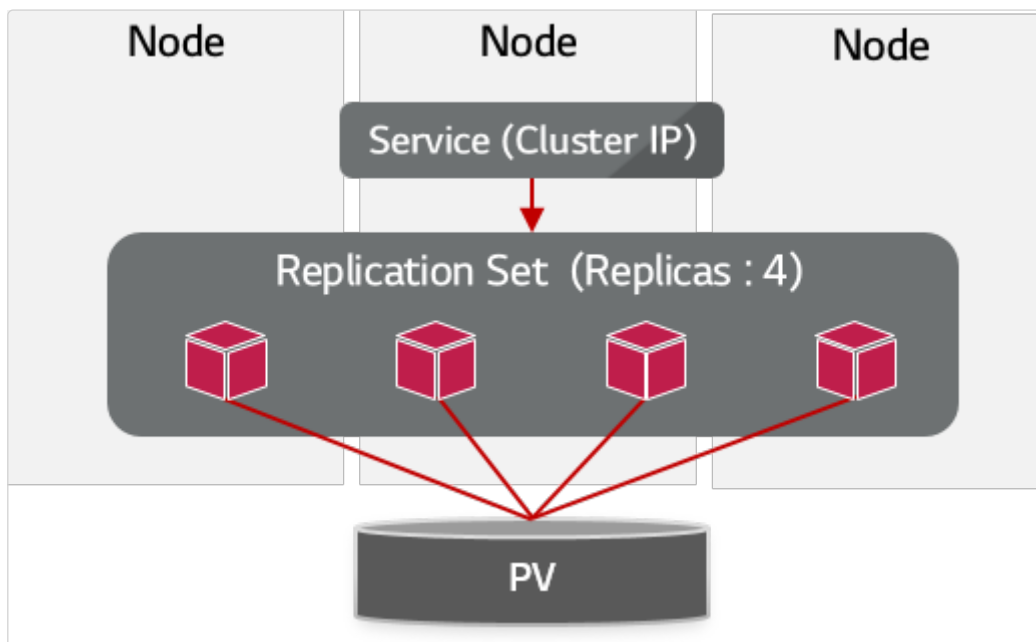 Node
Node
Node
Service (Cluster IP)
Replication Set (Replicas : 4)
PV